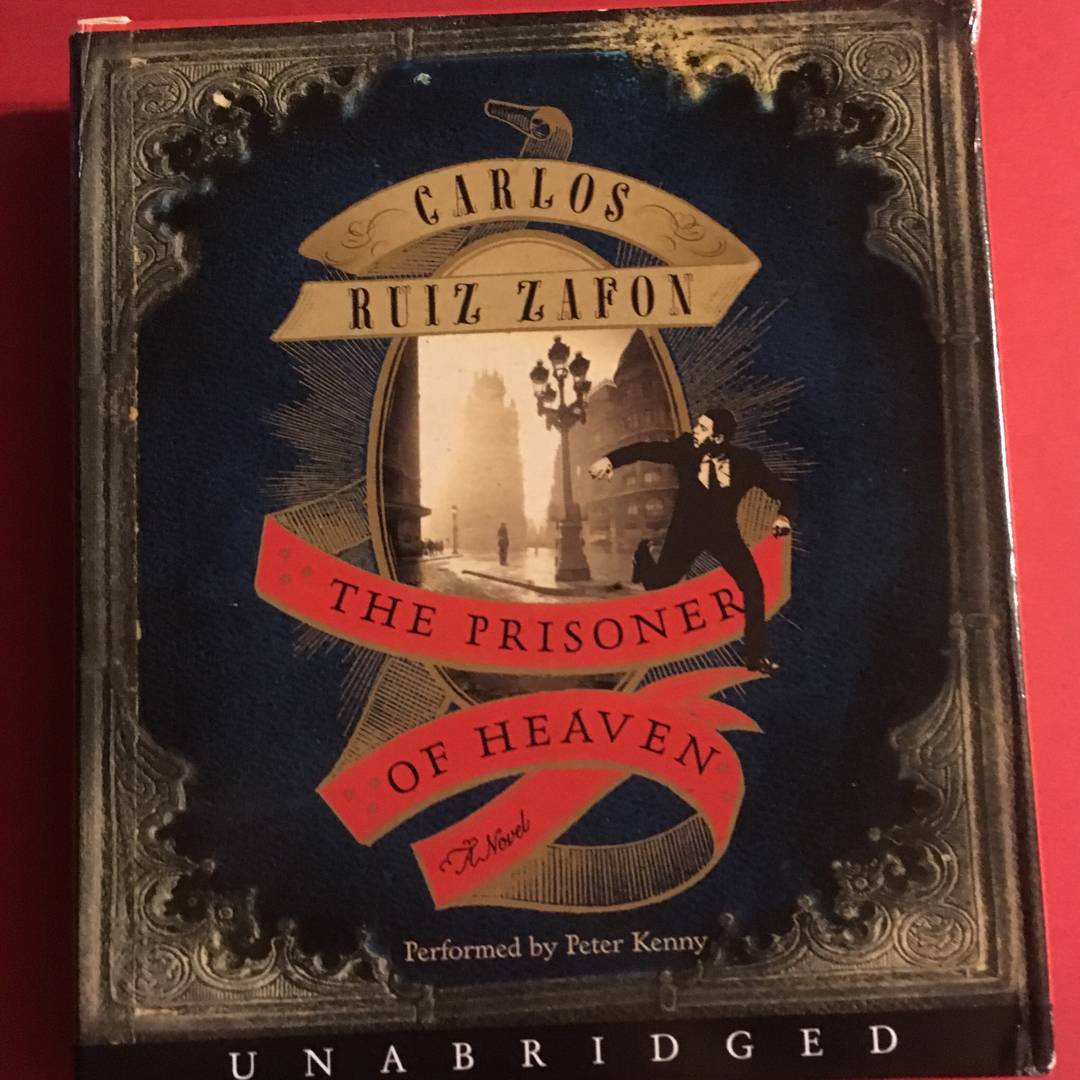 CARLOS
RUIZ ZAFON
THE PRISONER
OF HEAVEN
A Novel
Performed by Peter Kenny
UNABRIDGED